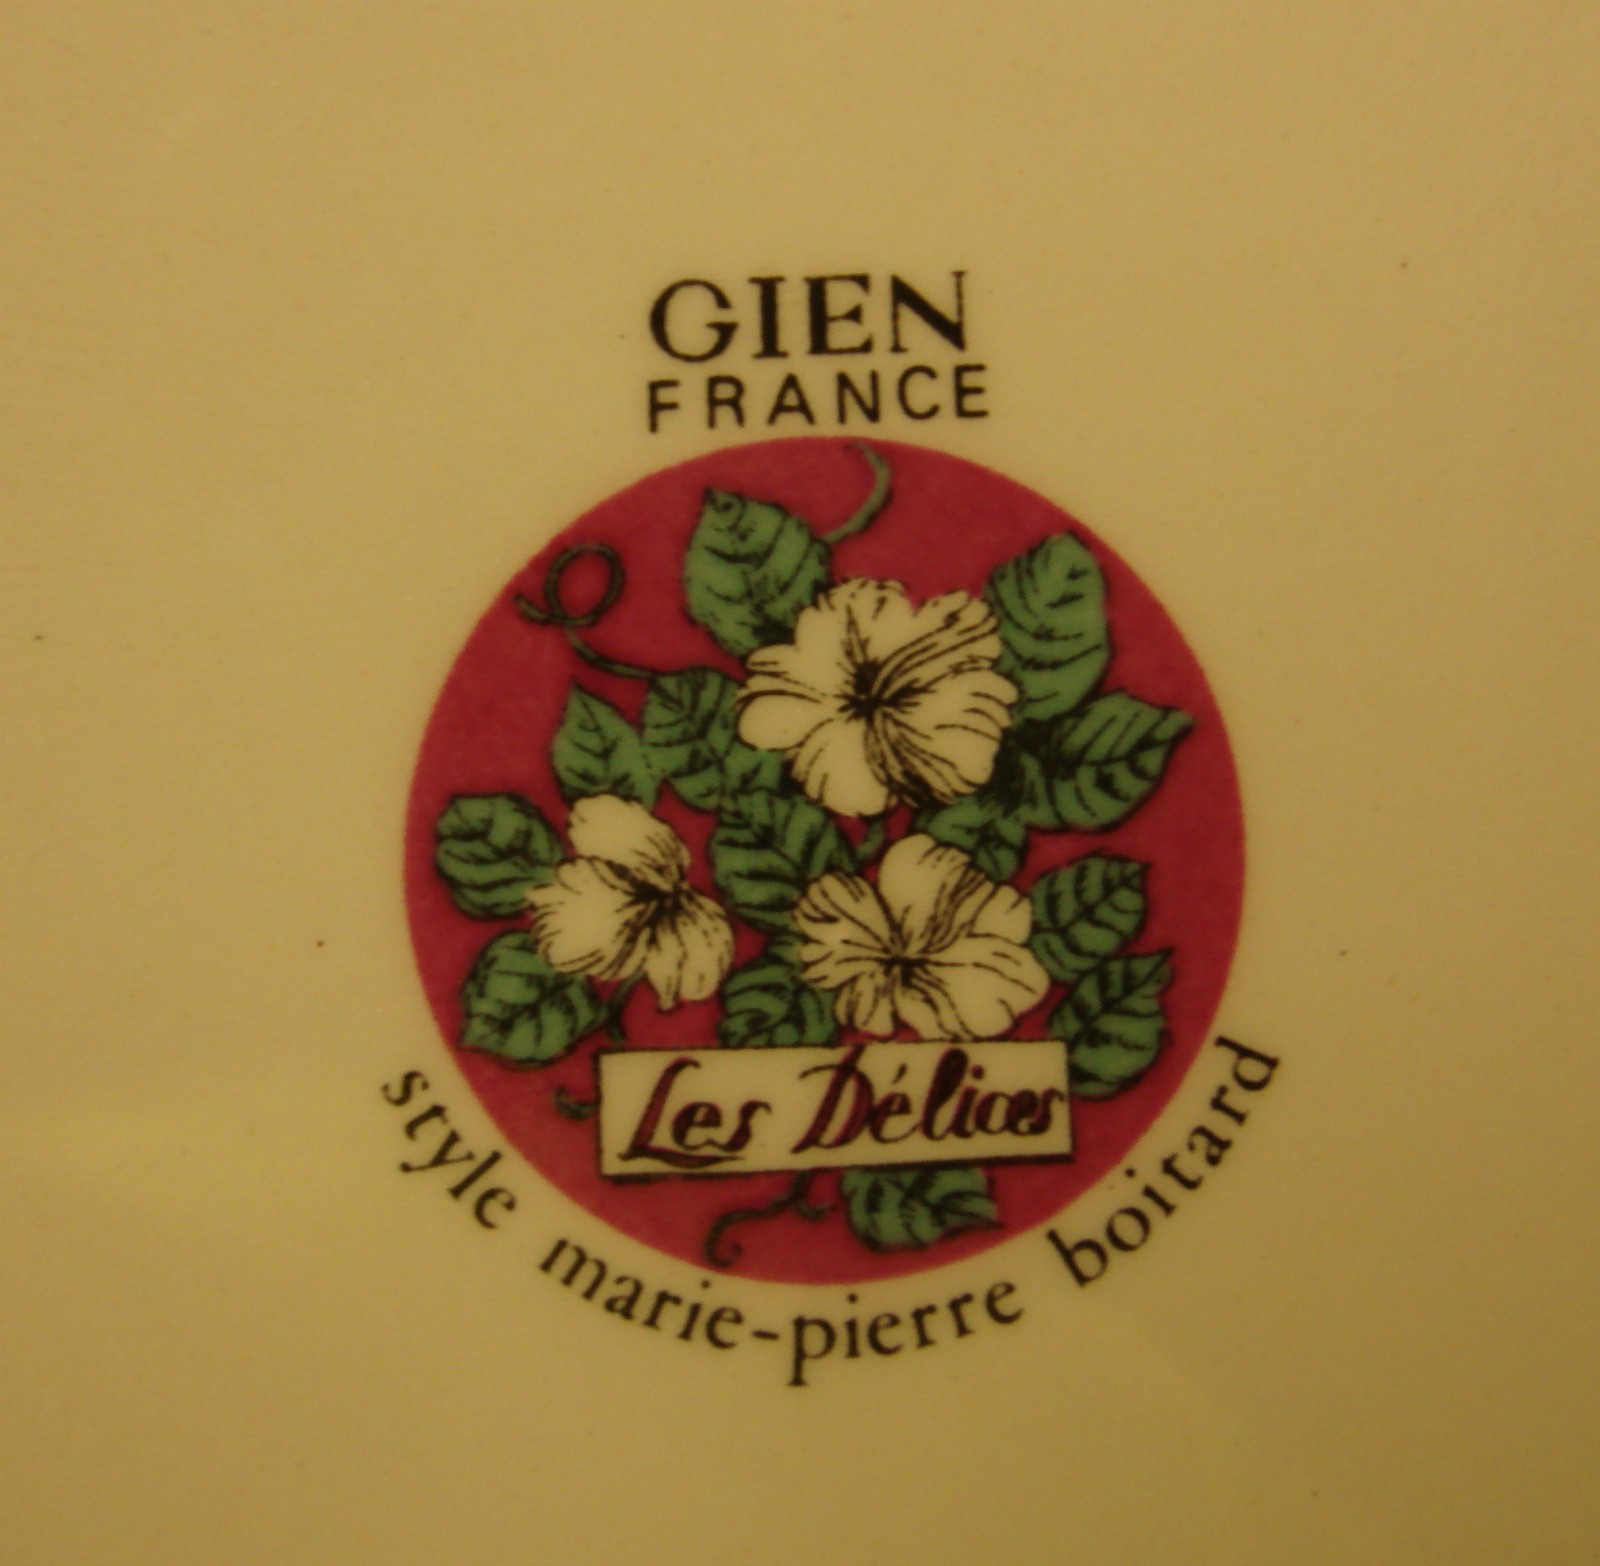 GIEN
FRANCE
Les Délices
style marie-pierre boitard